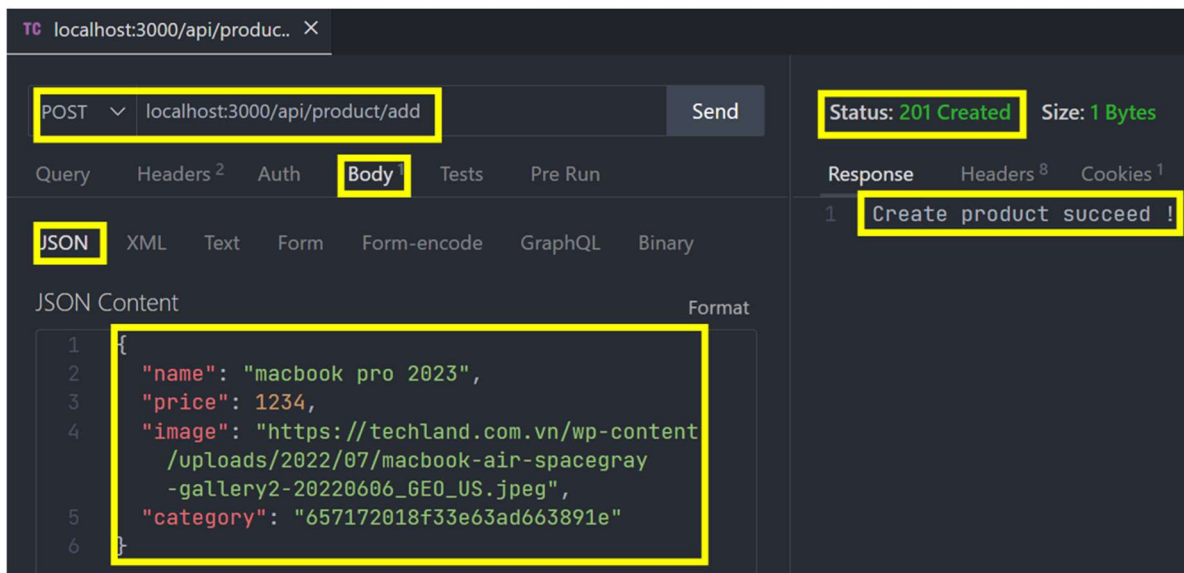 TC localhost:3000/api/produc.. ×
POST localhost:3000/api/product/add Send
Status: 201 Created Size: 1 Bytes
Query Headers 2 Auth Body 1 Tests Pre Run
Response Headers 8 Cookies 1
1 Create product succeed !
JSON XML Text Form Form-encode GraphQL Binary
JSON Content Format
1 {
2 "name": "macbook pro 2023",
3 "price": 1234,
4 "image": "https://techland.com.vn/wp-content
/uploads/2022/07/macbook-air-spacegray
-gallery2-20220606_GEO_US.jpeg",
5 "category": "657172018f33e63ad663891e"
6 }